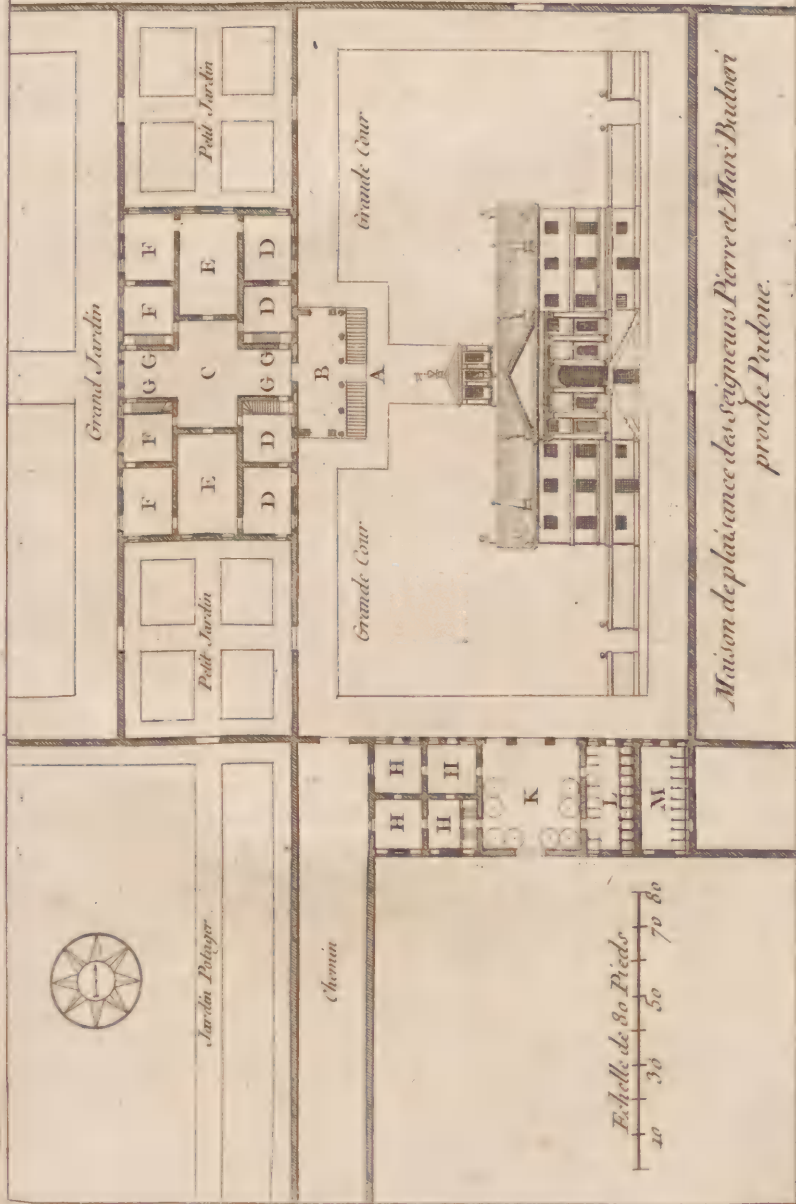 Grand Jardin
F F G G F F
Jardin Potager
Petit Jardin
E C E
Petit Jardin
D D G G D D
B
Chemin
Grande Cour
Grande Cour
A
H H
H H
K
L
M
Echelle de 80 Pieds
10 30 50 70 80
Maison de plaisance des Seigneurs Pierre et Marc Badoeri
proche Padoue.